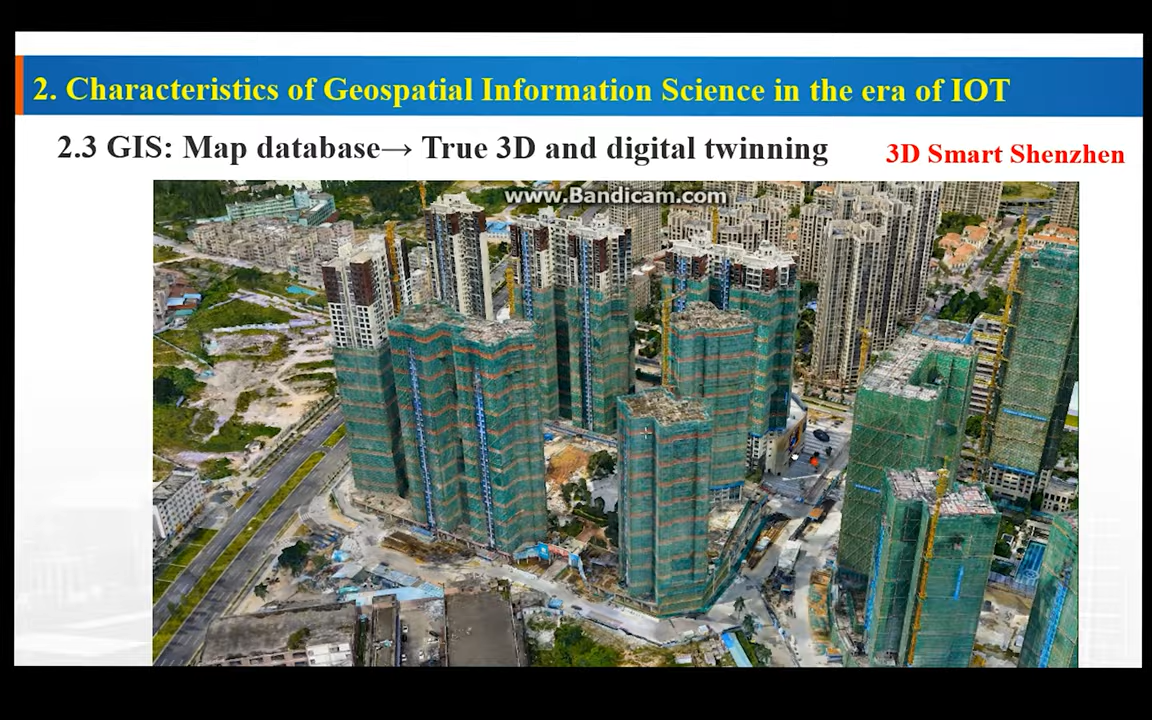 2. Characteristics of Geospatial Information Science in the era of IOT
2.3 GIS: Map database→ True 3D and digital twinning
3D Smart Shenzhen
www.Bandicam.com